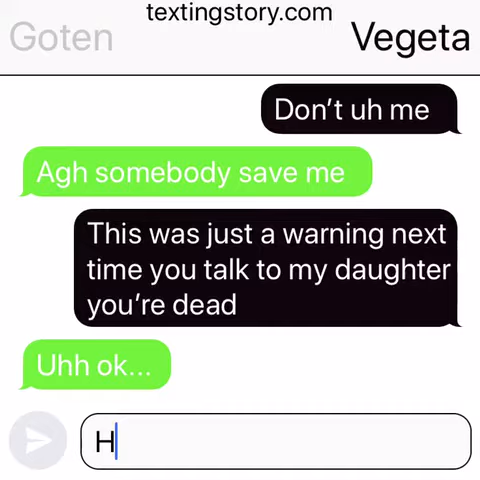 textingstory.com
Goten
Vegeta
Don't uh me
Agh somebody save me
This was just a warning next
time you talk to my daughter
you're dead
Uhh ok...
H